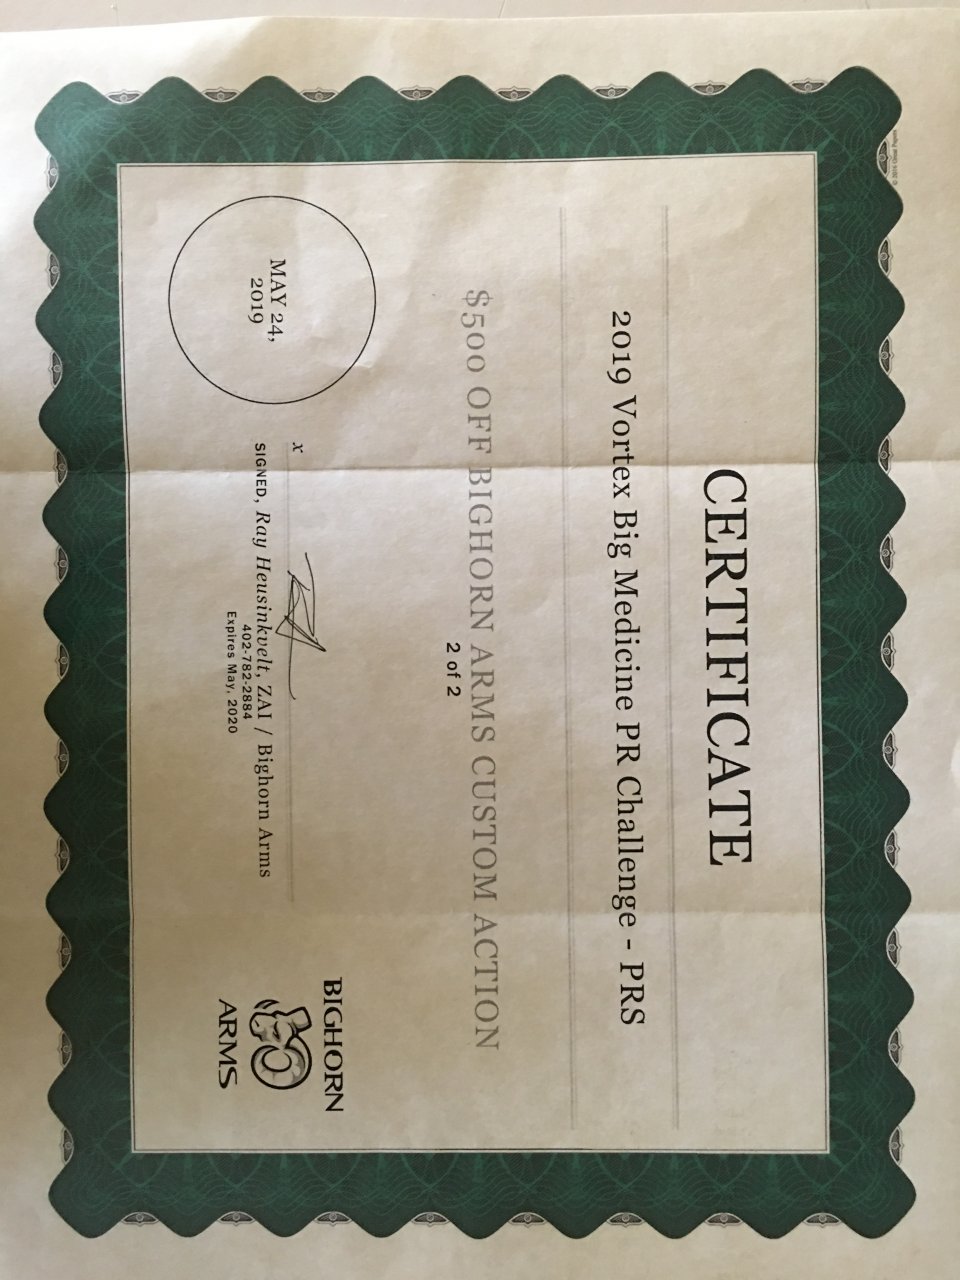 CERTIFICATE
2019 Vortex Big Medicine PR Challenge - PRS
$500 OFF BIGHORN ARMS CUSTOM ACTION
2 of 2
MAY 24,
2019
x
SIGNED, Ray Heusinkvelt, ZAI / Bighorn Arms
402-782-2884
Expires May, 2020
BIGHORN
ARMS